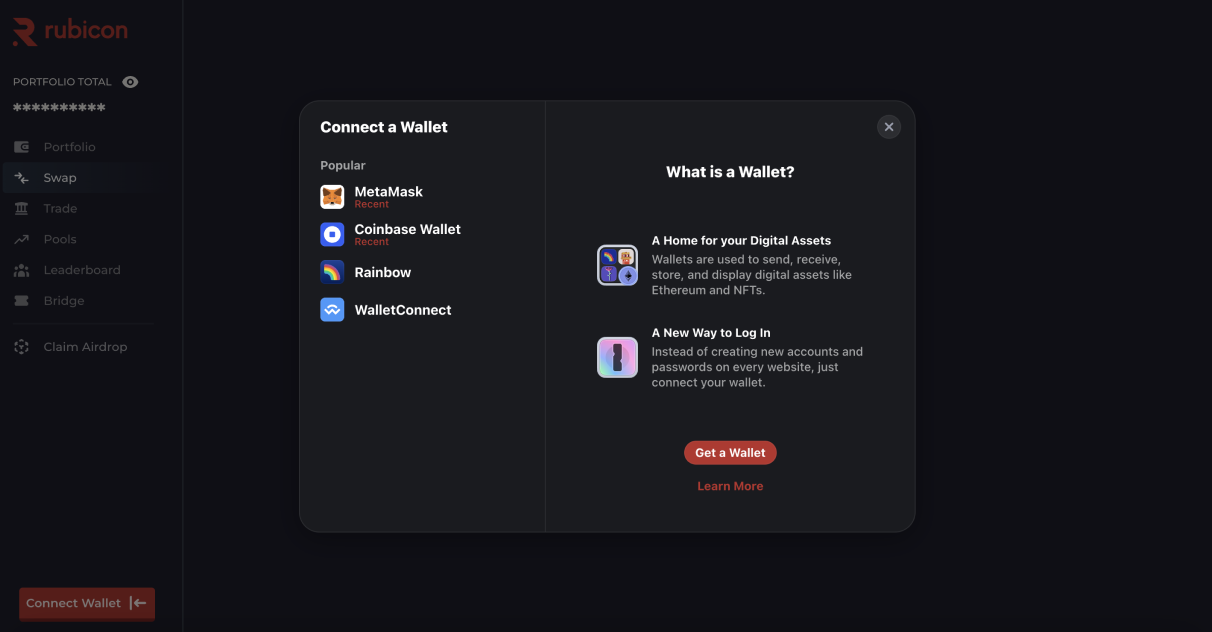 rubicon
PORTFOLIO TOTAL
**********
Portfolio
Swap
Trade
Pools
Leaderboard
Bridge
Claim Airdrop
Connect Wallet
Connect a Wallet
Popular
MetaMask
Recent
Coinbase Wallet
Recent
Rainbow
WalletConnect
What is a Wallet?
A Home for your Digital Assets
Wallets are used to send, receive,
store, and display digital assets like
Ethereum and NFTs.
A New Way to Log In
Instead of creating new accounts and
passwords on every website, just
connect your wallet.
Get a Wallet
Learn More